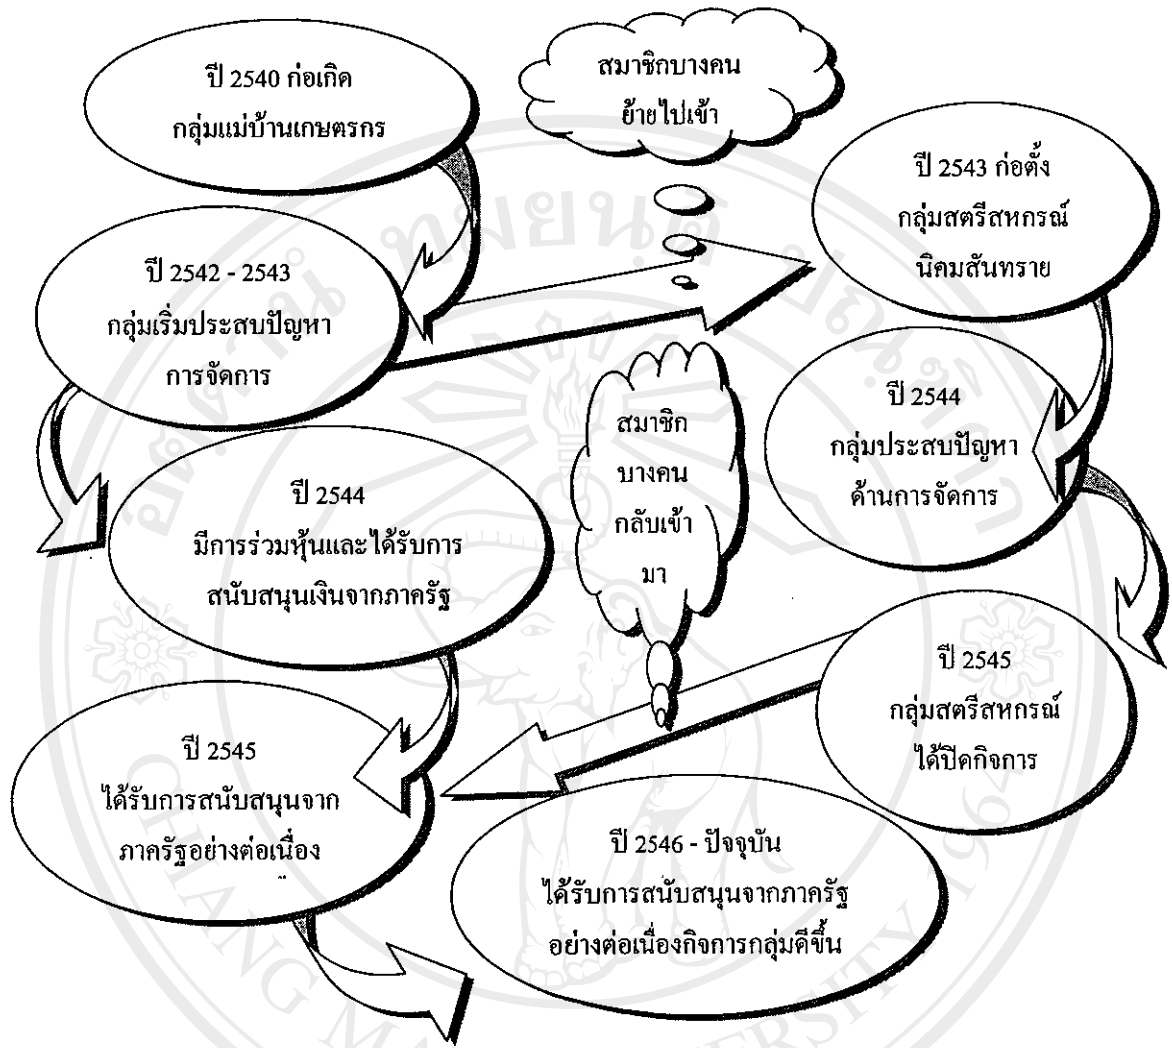 ปี 2540 ก่อเกิด
กลุ่มแม่บ้านเกษตรกร
สมาชิกบางคน
ย้ายไปเข้า
ปี 2543 ก่อตั้ง
กลุ่มสตรีสหกรณ์
นิคมสันทราย
ปี 2542 - 2543
กลุ่มเริ่มประสบปัญหา
การจัดการ
สมาชิก
บางคน
กลับเข้า
มา
ปี 2544
กลุ่มประสบปัญหา
ด้านการจัดการ
ปี 2544
มีการร่วมหุ้นและได้รับการ
สนับสนุนเงินจากภาครัฐ
ปี 2545
กลุ่มสตรีสหกรณ์
ได้ปิดกิจการ
ปี 2545
ได้รับการสนับสนุนจาก
ภาครัฐอย่างต่อเนื่อง
ปี 2546 - ปัจจุบัน
ได้รับการสนับสนุนจากภาครัฐ
อย่างต่อเนื่องกิจการกลุ่มดีขึ้น